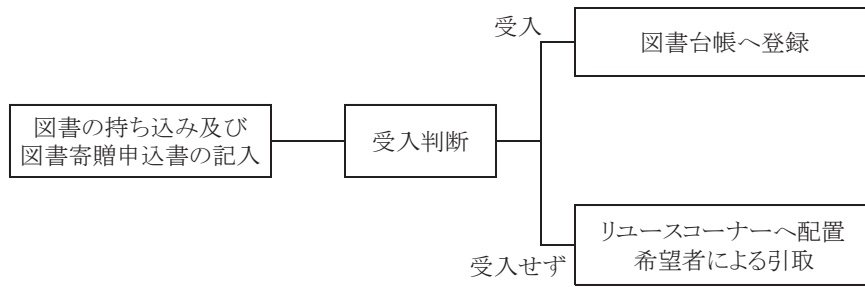 受入
図書台帳へ登録
図書の持ち込み及び
図書寄贈申込書の記入
受入判断
リユースコーナーへ配置
希望者による引取
受入せず